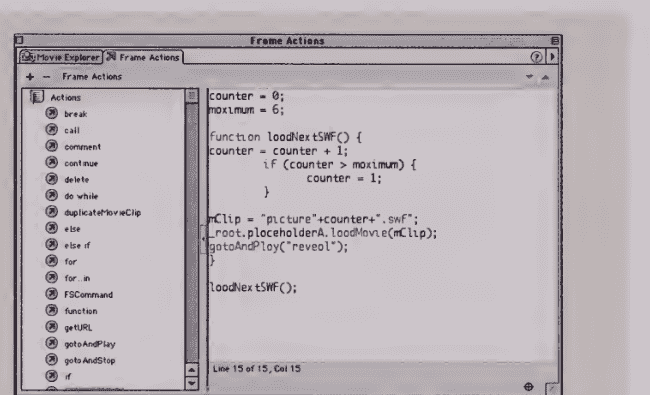 Frame Actions
Movie Explorer Frame Actions
+ - Frame Actions
Actions
break
call
comment
continue
delete
do while
duplicateMovieClip
else
else if
for
for..in
FSCommand
function
getURL
gotoAndPlay
gotoAndStop
if
counter = 0;
maximum = 6;
function loadNextSWF() {
counter = counter + 1;
if (counter > maximum) {
counter = 1;
}
mClip = "picture"+counter+".swf";
_root.placeholderA.loadMovie(mClip);
gotoAndPlay("reveal");
}
loadNextSWF();
Line 15 of 15, Col 15